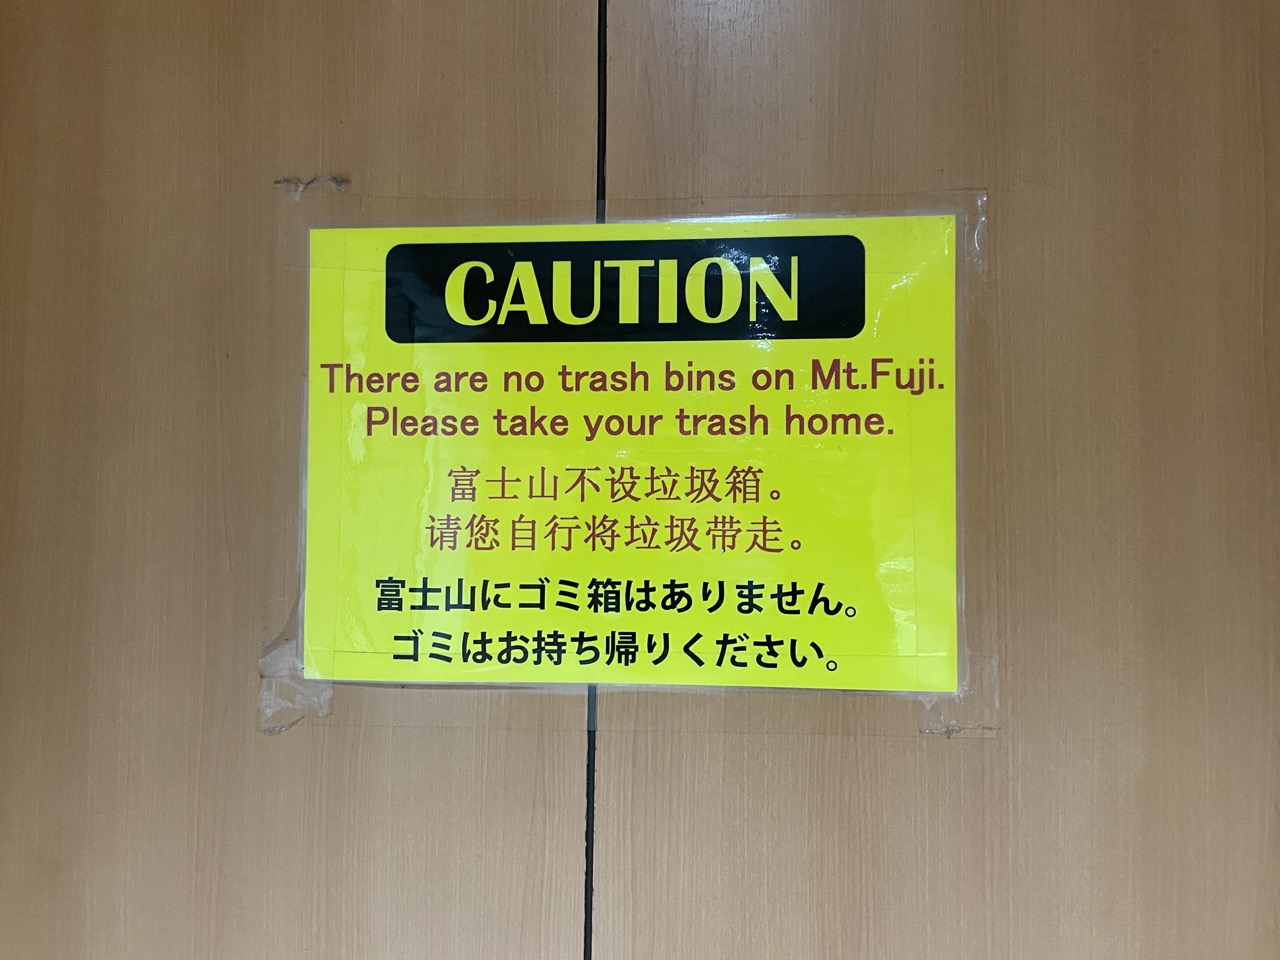 CAUTION
There are no trash bins on Mt.Fuji.
Please take your trash home.
富士山不设垃圾箱。
请您自行将垃圾带走。
富士山にゴミ箱はありません。
ゴミはお持ち帰りください。